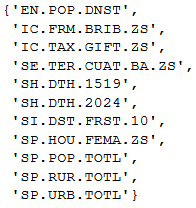 {'EN.POP.DNST',
'IC.FRM.BRIB.ZS',
'IC.TAX.GIFT.ZS',
'SE.TER.CUAT.BA.ZS',
'SH.DTH.1519',
'SH.DTH.2024',
'SI.DST.FRST.10',
'SP.HOU.FEMA.ZS',
'SP.POP.TOTL',
'SP.RUR.TOTL',
'SP.URB.TOTL'}